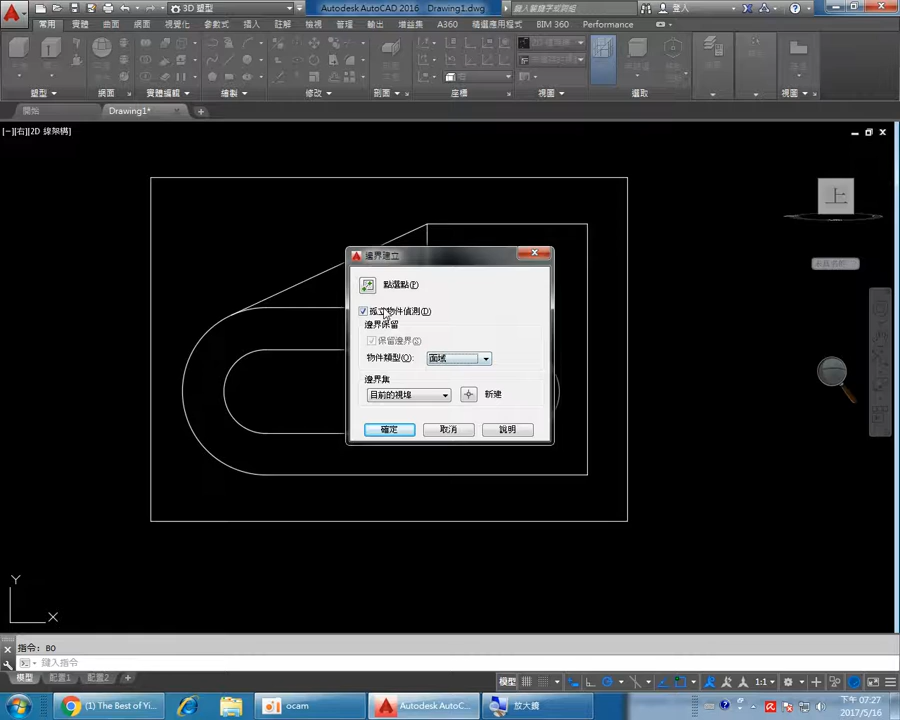 3D 塑型
Autodesk AutoCAD 2016 Drawing1.dwg
鍵入關鍵字或片語
登入
常用 實體 曲面 網面 視覺化 參數式 插入 註解 檢視 管理 輸出 增益集 A360 精選應用程式 BIM 360 Performance
塑型 網面 實體編輯 繪製 修改 剖面 座標 視圖 選取 視圖
開始 Drawing1*
[−][右][2D 線架構]
上
邊界建立
點選點(P)
孤立物件偵測(D)
邊界保留
保留邊界(S)
物件類型(O): 面域
邊界集
目前的視埠 新建
確定 取消 說明
Y
X
指令: BO
鍵入指令
模型 配置1 配置2
模型 1:1
(1) The Best of Yi... ocam Autodesk AutoC... 放大鏡
下午 07:27
2017/5/16